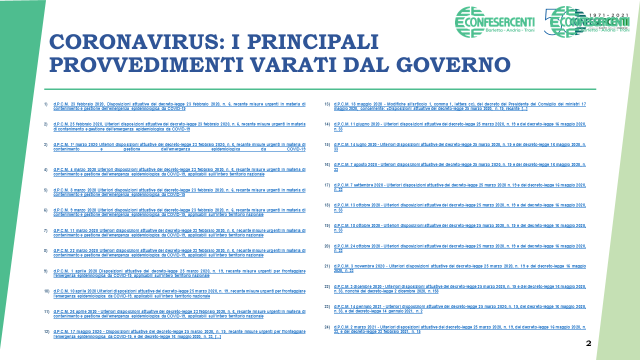 CONFESERCENTI
Barletta - Andria - Trani
1971-2021
CONFESERCENTI
Barletta - Andria - Trani
CORONAVIRUS: I PRINCIPALI
PROVVEDIMENTI VARATI DAL GOVERNO
1) d.P.C.M. 23 febbraio 2020, Disposizioni attuative del decreto-legge 23 febbraio 2020, n. 6, recante misure urgenti in materia di
contenimento e gestione dell'emergenza epidemiologica da COVID-19
2) d.P.C.M. 25 febbraio 2020, Ulteriori disposizioni attuative del decreto-legge 23 febbraio 2020, n. 6, recante misure urgenti in materia
di contenimento e gestione dell'emergenza epidemiologica da COVID-19
3) d.P.C.M. 1 marzo 2020 Ulteriori disposizioni attuative del decreto-legge 23 febbraio 2020, n. 6, recante misure urgenti in materia di
contenimento e gestione dell'emergenza epidemiologica da COVID-19
4) d.P.C.M. 4 marzo 2020 Ulteriori disposizioni attuative del decreto-legge 23 febbraio 2020, n. 6, recante misure urgenti in materia di
contenimento e gestione dell'emergenza epidemiologica da COVID-19, applicabili sull'intero territorio nazionale
5) d.P.C.M. 8 marzo 2020 Ulteriori disposizioni attuative del decreto-legge 23 febbraio 2020, n. 6, recante misure urgenti in materia di
contenimento e gestione dell'emergenza epidemiologica da COVID-19
6) d.P.C.M. 9 marzo 2020 Ulteriori disposizioni attuative del decreto-legge 23 febbraio 2020, n. 6, recante misure urgenti in materia di
contenimento e gestione dell'emergenza epidemiologica da COVID-19, applicabili sull'intero territorio nazionale
7) d.P.C.M. 11 marzo 2020 Ulteriori disposizioni attuative del decreto-legge 23 febbraio 2020, n. 6, recante misure urgenti in materia di
contenimento e gestione dell'emergenza epidemiologica da COVID-19, applicabili sull'intero territorio nazionale
8) d.P.C.M. 22 marzo 2020 Ulteriori disposizioni attuative del decreto-legge 23 febbraio 2020, n. 6, recante misure urgenti in materia di
contenimento e gestione dell'emergenza epidemiologica da COVID-19, applicabili sull'intero territorio nazionale
9) d.P.C.M. 1 aprile 2020 Disposizioni attuative del decreto-legge 25 marzo 2020, n. 19, recante misure urgenti per fronteggiare
l'emergenza epidemiologica da COVID-19, applicabili sull'intero territorio nazionale
10) d.P.C.M. 10 aprile 2020 Ulteriori disposizioni attuative del decreto-legge 25 marzo 2020, n. 19, recante misure urgenti per fronteggiare
l'emergenza epidemiologica da COVID-19, applicabili sull'intero territorio nazionale
11) d.P.C.M. 26 aprile 2020 - Ulteriori disposizioni attuative del decreto-legge 23 febbraio 2020, n. 6, recante misure urgenti in materia di
contenimento e gestione dell'emergenza epidemiologica da COVID-19, applicabili sull'intero territorio nazionale
12) d.P.C.M. 17 maggio 2020 - Disposizioni attuative del decreto-legge 25 marzo 2020, n. 19, recante misure urgenti per fronteggiare
l'emergenza epidemiologica da COVID-19, e del decreto-legge 16 maggio 2020, n. 33, [...]
13) d.P.C.M. 18 maggio 2020 - Modifiche all'articolo 1, comma 1, lettera cc), del decreto del Presidente del Consiglio dei ministri 17
maggio 2020, concernente: «Disposizioni attuative del decreto-legge 25 marzo 2020, n. 19, recante [...]
14) d.P.C.M. 11 giugno 2020 - Ulteriori disposizioni attuative del decreto-legge 25 marzo 2020, n. 19 e del decreto-legge 16 maggio 2020,
n. 33
15) d.P.C.M. 14 luglio 2020 - Ulteriori disposizioni attuative del decreto-legge 25 marzo 2020, n. 19 e del decreto-legge 16 maggio 2020, n.
33
16) d.P.C.M. 7 agosto 2020 - Ulteriori disposizioni attuative del decreto-legge 25 marzo 2020, n. 19 e del decreto-legge 16 maggio 2020, n.
33
17) d.P.C.M. 7 settembre 2020 - Ulteriori disposizioni attuative del decreto-legge 25 marzo 2020, n. 19 e del decreto-legge 16 maggio 2020,
n. 33
18) d.P.C.M. 13 ottobre 2020 - Ulteriori disposizioni attuative del decreto-legge 25 marzo 2020, n. 19 e del decreto-legge 16 maggio 2020,
n. 33
19) d.P.C.M. 18 ottobre 2020 - Ulteriori disposizioni attuative del decreto-legge 25 marzo 2020, n. 19 e del decreto-legge 16 maggio 2020,
n. 33
20) d.P.C.M. 24 ottobre 2020 - Ulteriori disposizioni attuative del decreto-legge 25 marzo 2020, n. 19 e del decreto-legge 16 maggio 2020,
n. 33
21) d.P.C.M. 3 novembre 2020 - Ulteriori disposizioni attuative del decreto-legge 25 marzo 2020, n. 19 e del decreto-legge 16 maggio
2020, n. 33
22) d.P.C.M. 3 dicembre 2020 - Ulteriori disposizioni attuative del decreto-legge 25 marzo 2020, n. 19 e del decreto-legge 16 maggio 2020,
n. 33, nonché del decreto-legge 2 dicembre 2020, n. 158
23) d.P.C.M. 14 gennaio 2021 - Ulteriori disposizioni attuative del decreto-legge 25 marzo 2020, n. 19, del decreto-legge 16 maggio 2020,
n. 33, e del decreto-legge 14 gennaio 2021, n. 2
24) d.P.C.M. 2 marzo 2021 - Ulteriori disposizioni attuative del decreto-legge 25 marzo 2020, n. 19, del decreto-legge 16 maggio 2020, n.
33, e del decreto-legge 23 febbraio 2021, n. 15
2